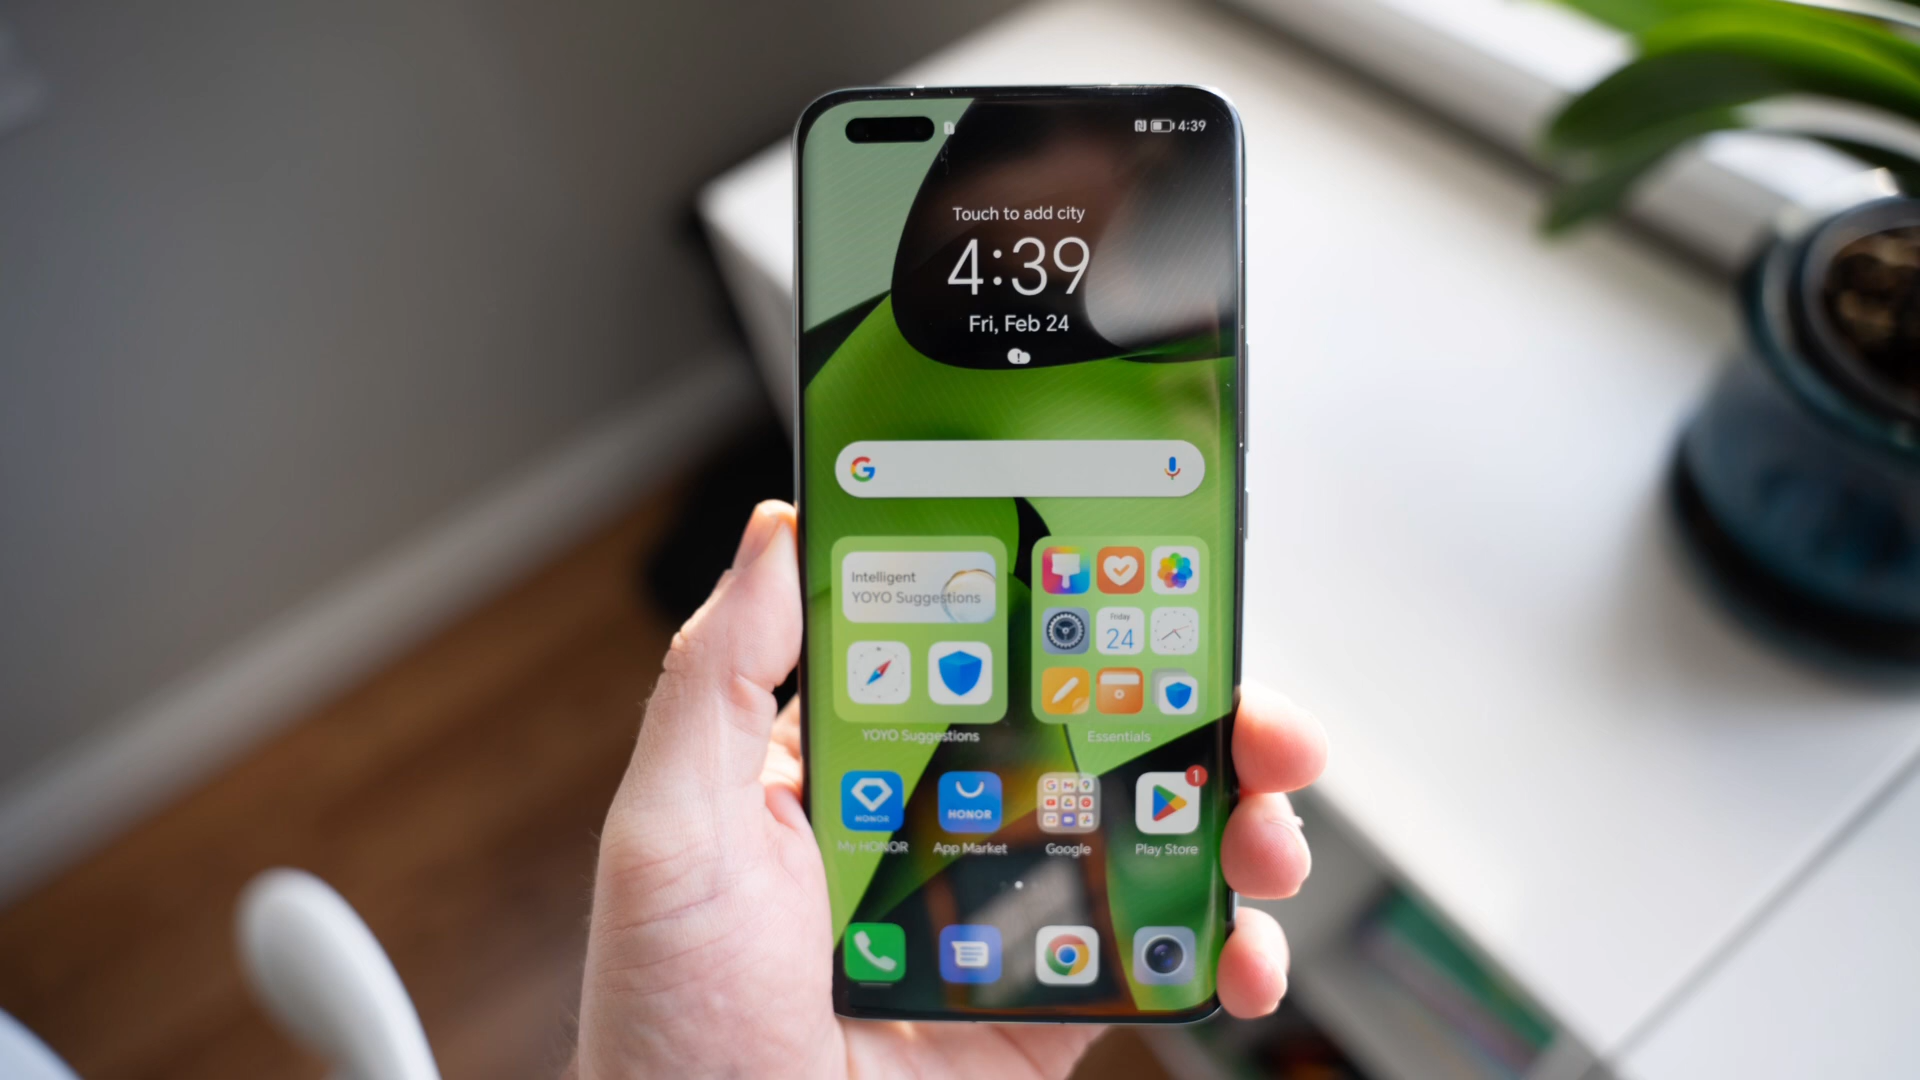 4:39
Touch to add city
4:39
Fri, Feb 24
Intelligent
YOYO Suggestions
Friday
24
YOYO Suggestions
Essentials
HONOR
HONOR
1
My HONOR
App Market
Google
Play Store